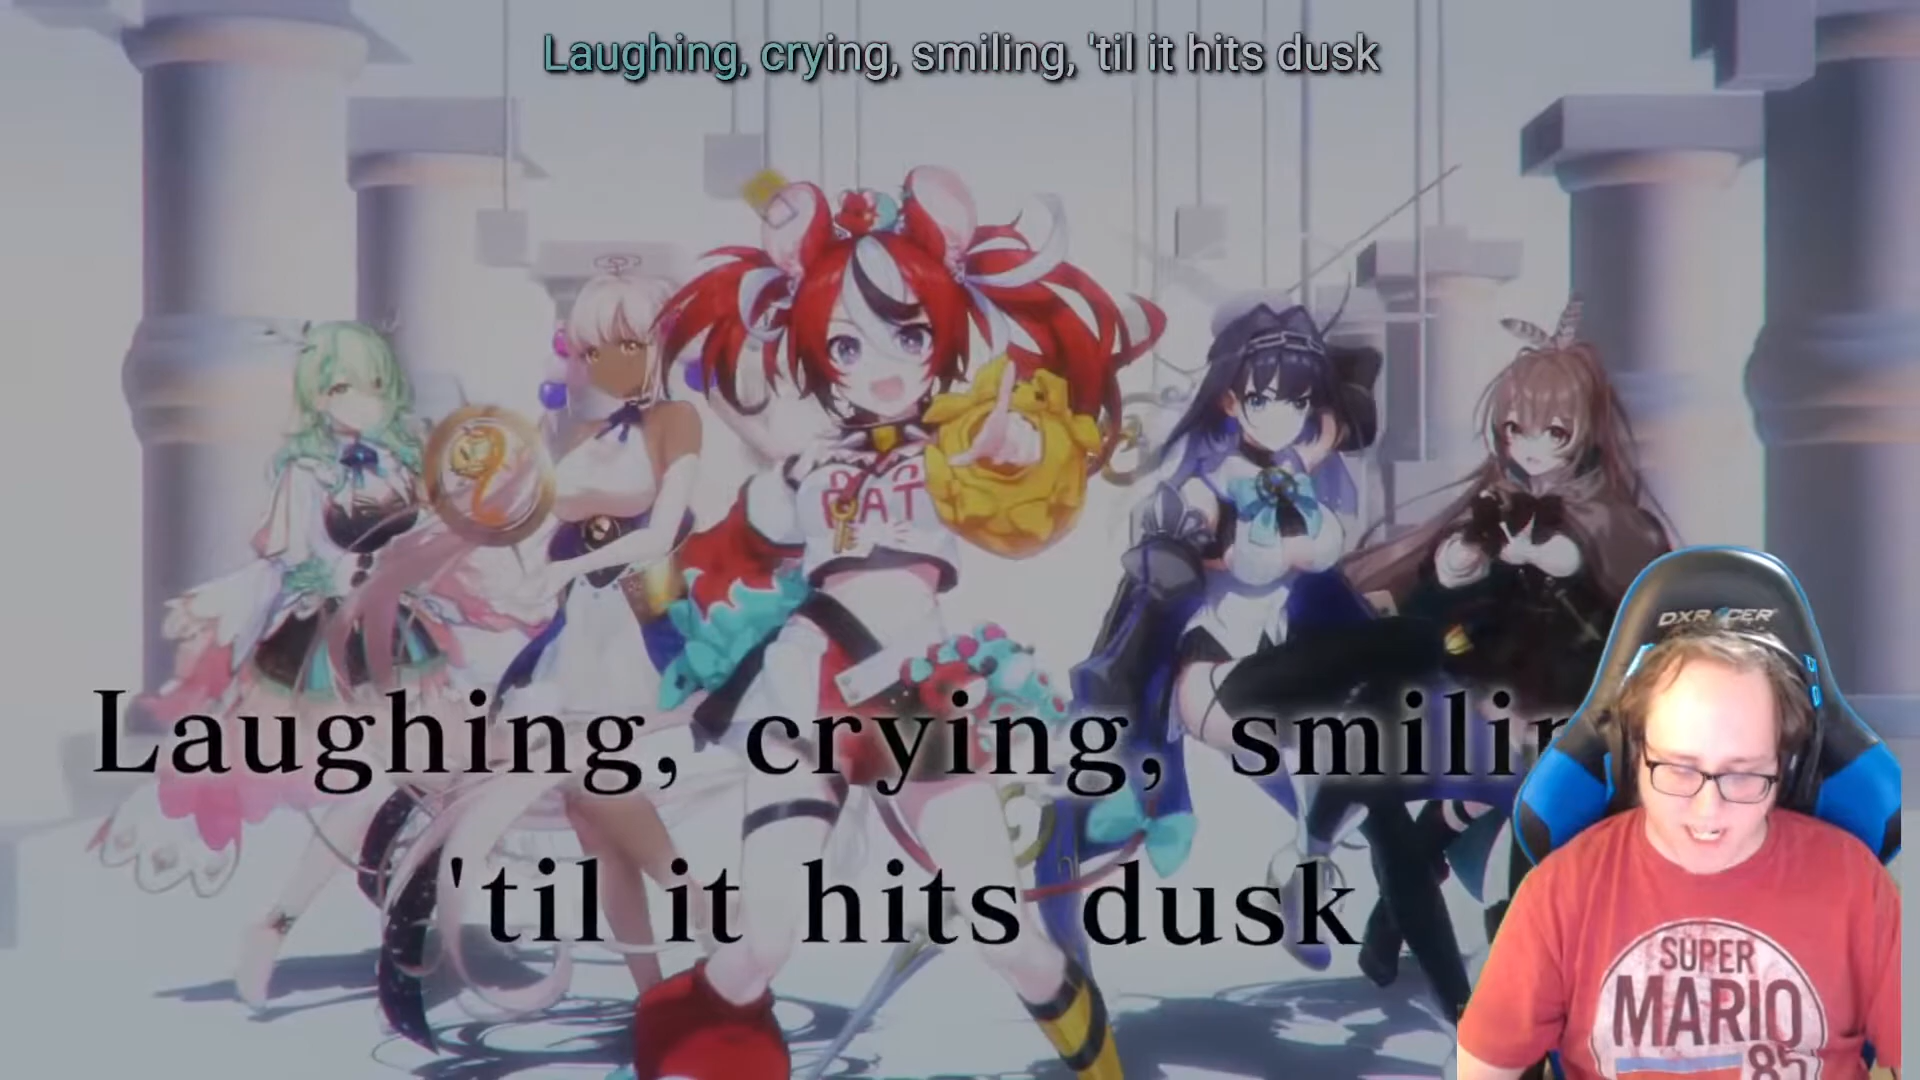 Laughing, crying, smiling, 'til it hits dusk
RAT
Laughing, crying, smilin
'til it hits dusk
DXRACER
SUPER
MARIO
85